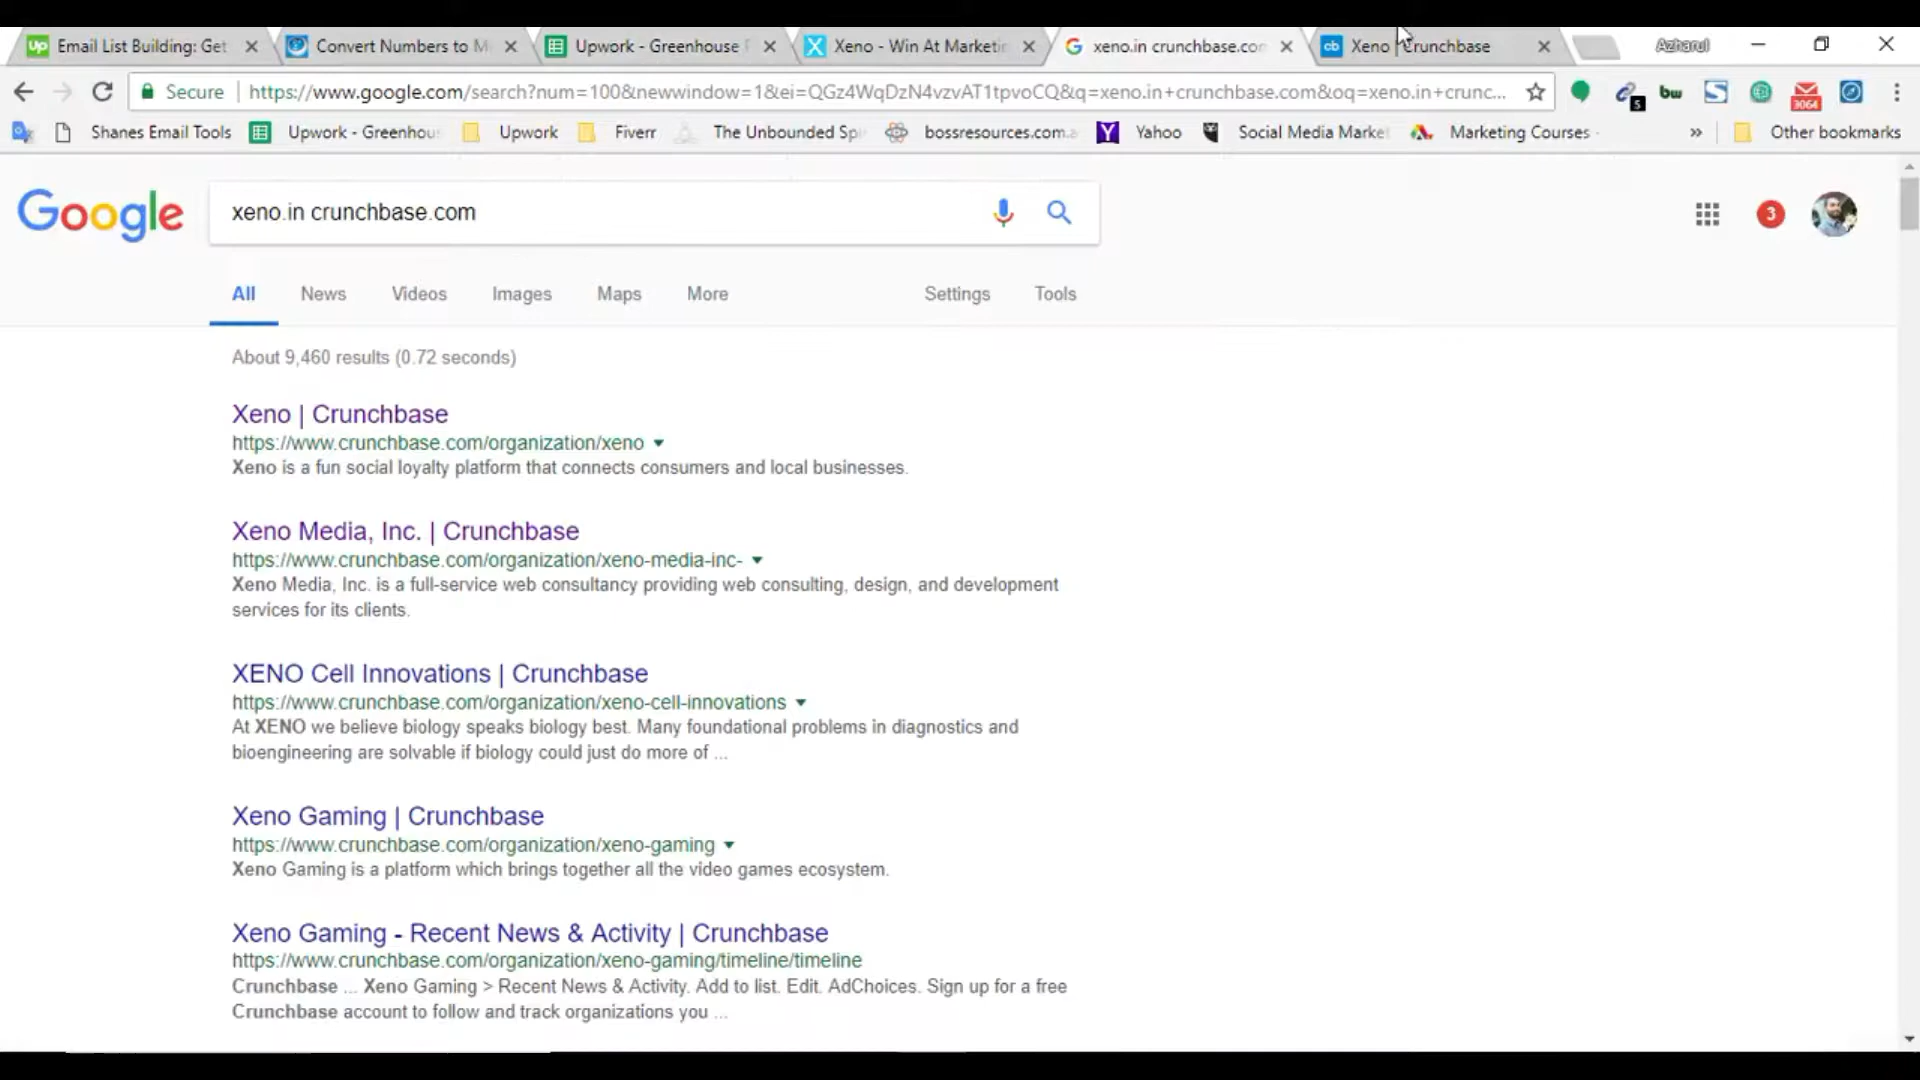 Email List Building: Get
Convert Numbers to M
Upwork - Greenhouse
Xeno - Win At Marketin
xeno.in crunchbase.com
Xeno | Crunchbase
Azharul
Secure
https://www.google.com/search?num=100&newwindow=1&ei=QGz4WqDzN4vzvAT1tpvoCQ&q=xeno.in+crunchbase.com&oq=xeno.in+crunc...
5
bw
3064
Shanes Email Tools
Upwork - Greenhou
Upwork
Fiverr
The Unbounded Spi
bossresources.com.a
Yahoo
Social Media Market
Marketing Courses -
»
Other bookmarks
Google
xeno.in crunchbase.com
3
All
News
Videos
Images
Maps
More
Settings
Tools
About 9,460 results (0.72 seconds)
Xeno | Crunchbase
https://www.crunchbase.com/organization/xeno
Xeno is a fun social loyalty platform that connects consumers and local businesses.
Xeno Media, Inc. | Crunchbase
https://www.crunchbase.com/organization/xeno-media-inc-
Xeno Media, Inc. is a full-service web consultancy providing web consulting, design, and development
services for its clients.
XENO Cell Innovations | Crunchbase
https://www.crunchbase.com/organization/xeno-cell-innovations
At XENO we believe biology speaks biology best. Many foundational problems in diagnostics and
bioengineering are solvable if biology could just do more of ...
Xeno Gaming | Crunchbase
https://www.crunchbase.com/organization/xeno-gaming
Xeno Gaming is a platform which brings together all the video games ecosystem.
Xeno Gaming - Recent News & Activity | Crunchbase
https://www.crunchbase.com/organization/xeno-gaming/timeline/timeline
Crunchbase ... Xeno Gaming > Recent News & Activity. Add to list. Edit. AdChoices. Sign up for a free
Crunchbase account to follow and track organizations you ...